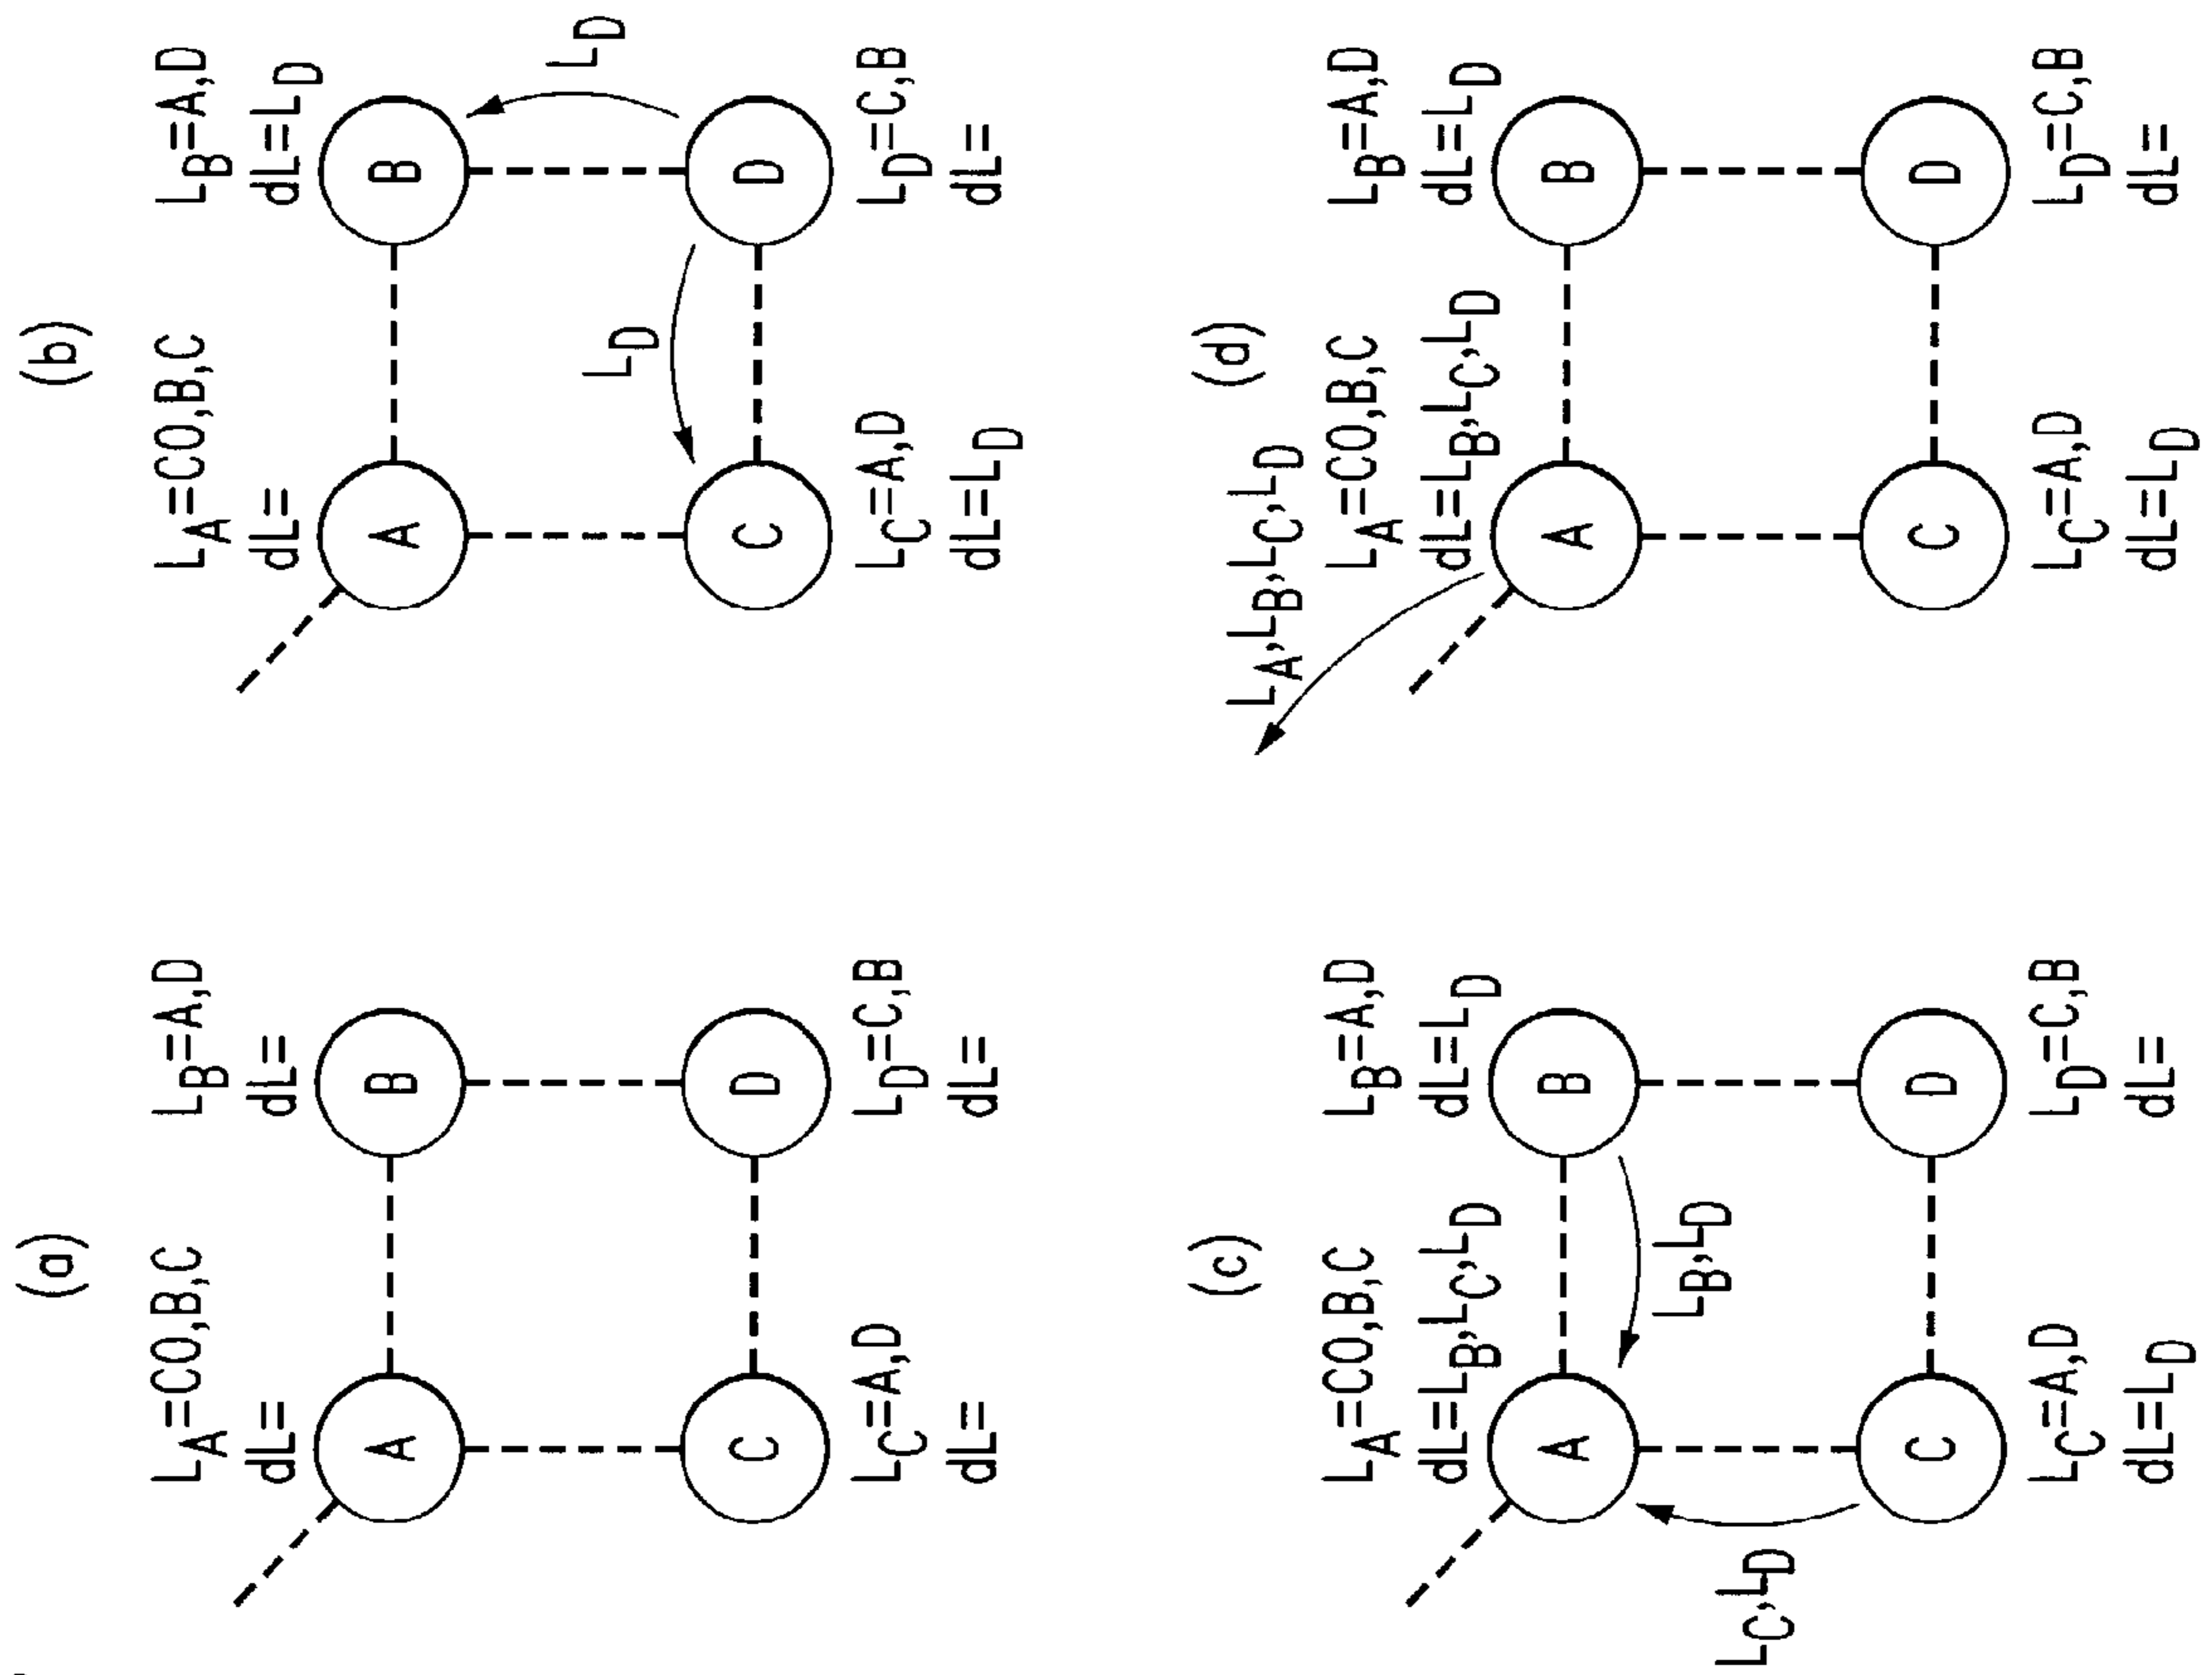 (a)
L_A=CO,B,C
dL=
L_B=A,D
dL=
A
B
C
D
L_C=A,D
dL=
L_D=C,B
dL=
(b)
L_A=CO,B,C
dL=
L_B=A,D
dL=L_D
A
B
L_D
L_D
C
D
L_C=A,D
dL=L_D
L_D=C,B
dL=
(c)
L_A=CO,B,C
dL=L_B,L_C,L_D
L_B=A,D
dL=L_D
A
B
L_B,L_D
L_C,L_D
C
D
L_C=A,D
dL=L_D
L_D=C,B
dL=
(d)
L_A,L_B,L_C,L_D
L_A=CO,B,C
dL=L_B,L_C,L_D
L_B=A,D
dL=L_D
A
B
C
D
L_C=A,D
dL=L_D
L_D=C,B
dL=